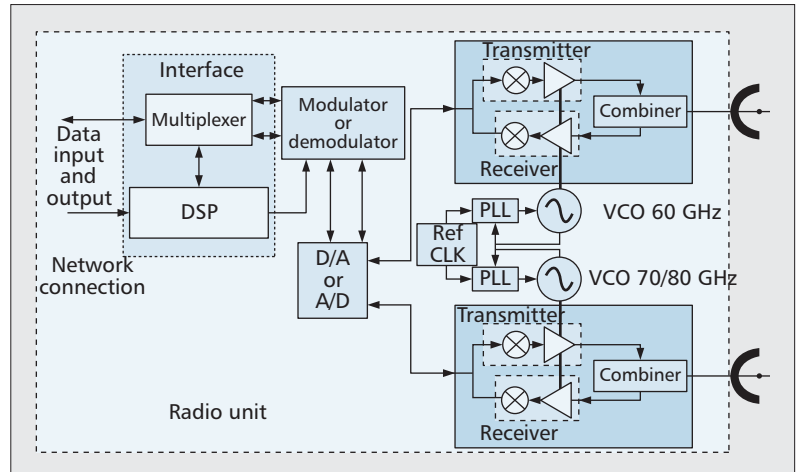 Interface
Multiplexer
DSP
Data
input
and
output
Network
connection
Modulator
or
demodulator
D/A
or
A/D
Radio unit
Transmitter
Combiner
Receiver
PLL
VCO 60 GHz
Ref
CLK
PLL
VCO 70/80 GHz
Transmitter
Combiner
Receiver